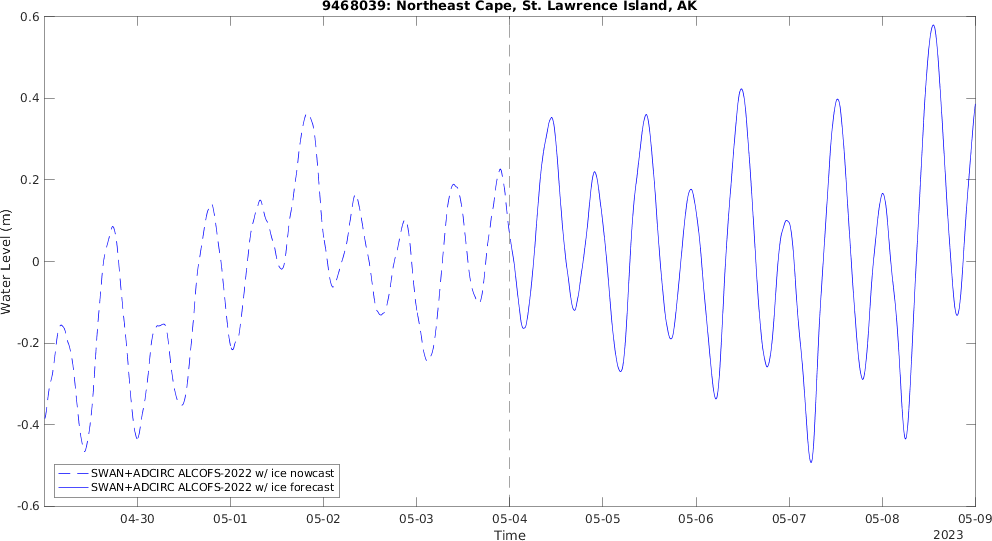 9468039: Northeast Cape, St. Lawrence Island, AK
0.6
0.4
0.2
0
-0.2
-0.4
-0.6
Water Level (m)
SWAN+ADCIRC ALCOFS-2022 w/ ice nowcast
SWAN+ADCIRC ALCOFS-2022 w/ ice forecast
04-30 05-01 05-02 05-03 05-04 05-05 05-06 05-07 05-08 05-09
Time
2023